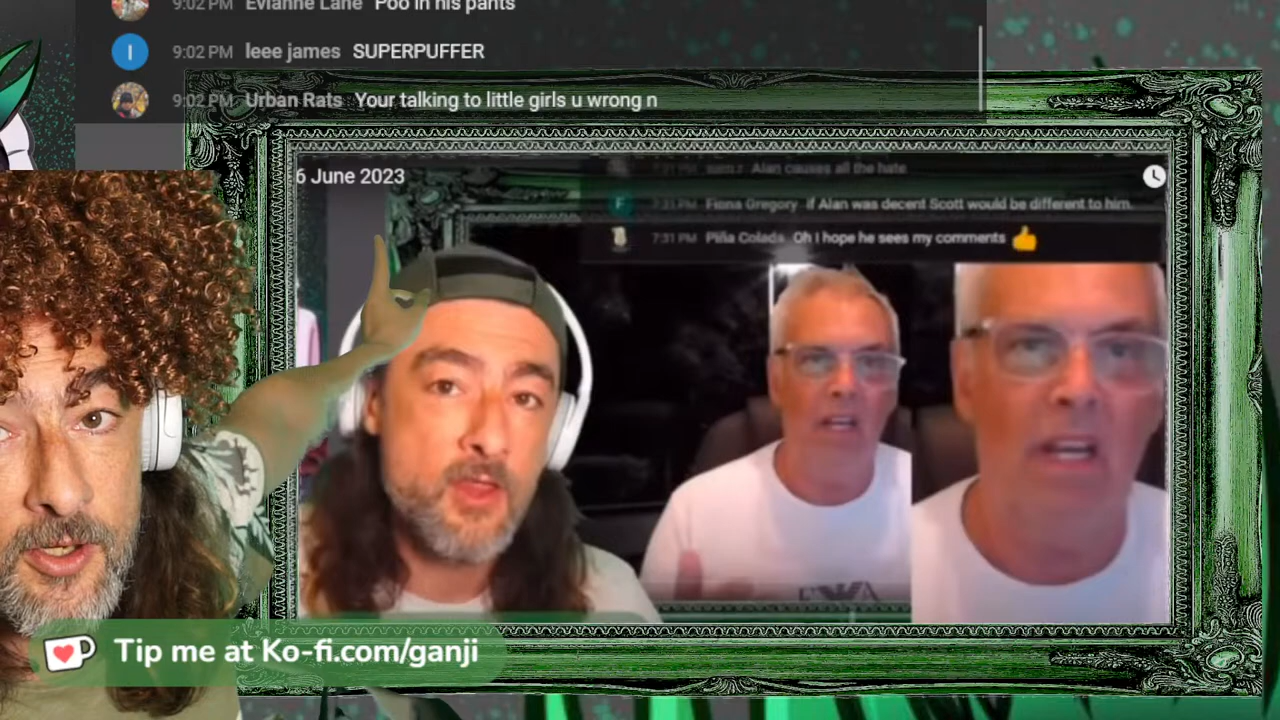 9:02 PM Evianne Lane Poo in his pants
I 9:02 PM leee james SUPERPUFFER
9:02 PM Urban Rats Your talking to little girls u wrong n
6 June 2023
Alan causes all the hate
F 7:31 PM Fiona Gregory if Alan was decent Scott would be different to him.
7:31 PM Piña Colada Oh I hope he sees my comments
Tip me at Ko-fi.com/ganji